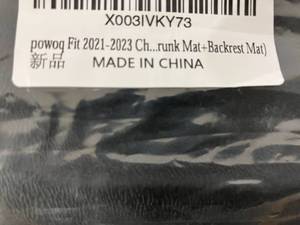 X003IVKY73
powoq Fit 2021-2023 Ch...runk Mat+Backrest Mat)
新品
MADE IN CHINA